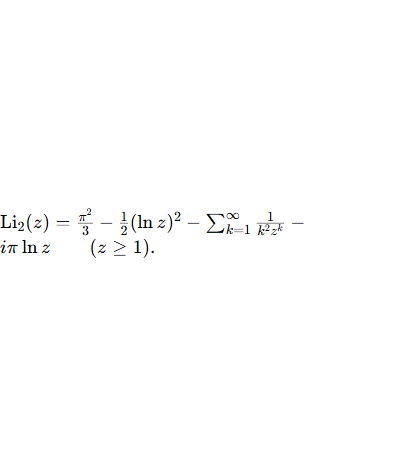 Li₂(z) = π²/3 − 1/2(ln z)² − ∑_{k=1}^{∞} 1/(k²z^k) −
iπ ln z (z ≥ 1).